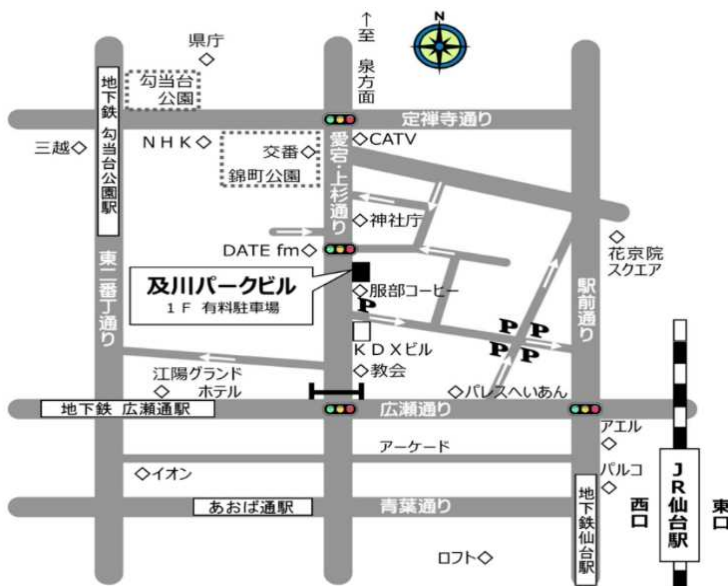 県庁
↑至 泉方面
勾当台
公園
地下鉄 勾当台公園駅
定禅寺通り
三越◇
NHK◇
交番◇
錦町公園
◇CATV
愛宕・上杉通り
◇神社庁
DATE fm◇
花京院
スクエア
東二番丁通り
及川パークビル
1F 有料駐車場
◇服部コーヒー
P
駅前通り
KDXビル
P P
P P
◇教会
江陽グランド
ホテル
◇パレスへいあん
地下鉄 広瀬通駅
広瀬通り
アエル
アーケード
◇イオン
パルコ
あおば通駅
青葉通り
地下鉄仙台駅
西口
JR仙台駅
東口
ロフト◇